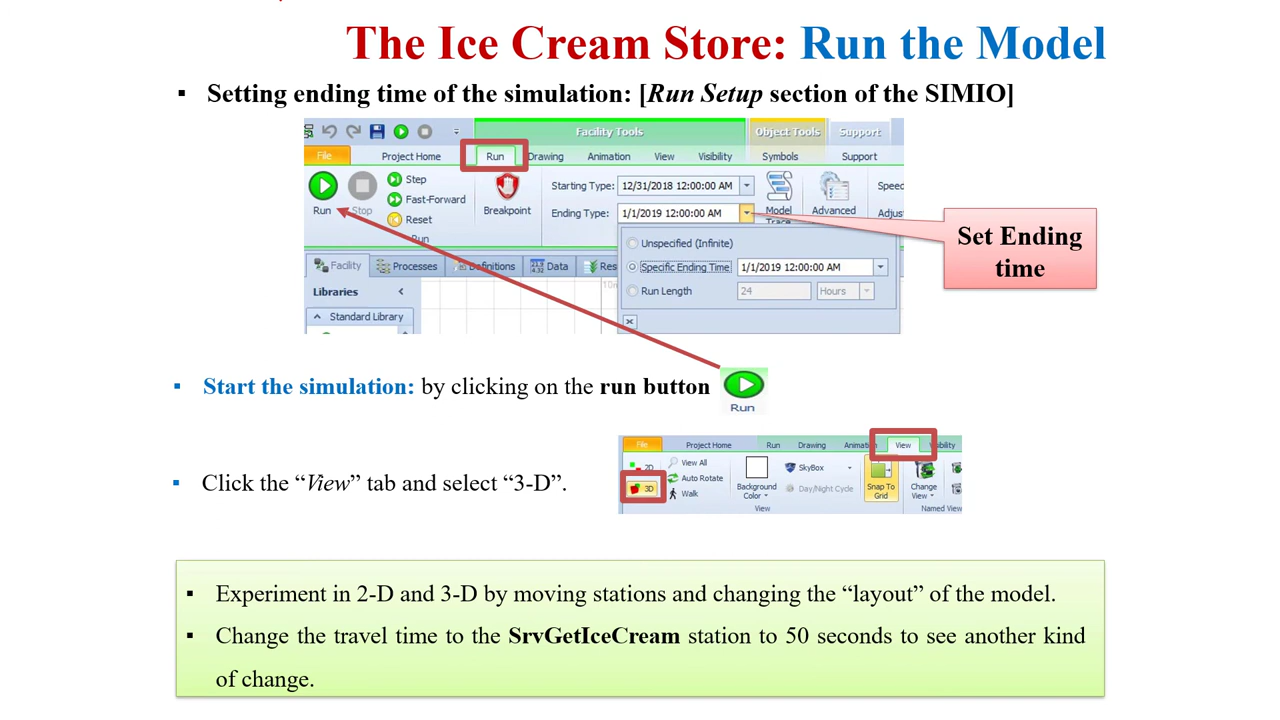 The Ice Cream Store: Run the Model
▪ Setting ending time of the simulation: [Run Setup section of the SIMIO]
Facility Tools Object Tools Support
File Project Home Run Drawing Animation View Visibility Symbols Support
Run Stop
Step
Fast-Forward
Reset
Run
Breakpoint
Starting Type: 12/31/2018 12:00:00 AM
Ending Type: 1/1/2019 12:00:00 AM
Model
Trace
Advanced
Speed
Adjus
Unspecified (Infinite)
Specific Ending Time 1/1/2019 12:00:00 AM
Run Length 24 Hours
Facility Processes Definitions Data Res
Libraries <
Standard Library
Set Ending
time
▪ Start the simulation: by clicking on the run button
Run
File Project Home Run Drawing Animati View ibility
2D
3D
View All
Auto Rotate
Walk
Background
Color
SkyBox
Day/Night Cycle
View
Snap To
Grid
Change
View
Named View
▪ Click the “View” tab and select “3-D”.
▪ Experiment in 2-D and 3-D by moving stations and changing the “layout” of the model.
▪ Change the travel time to the SrvGetIceCream station to 50 seconds to see another kind
of change.